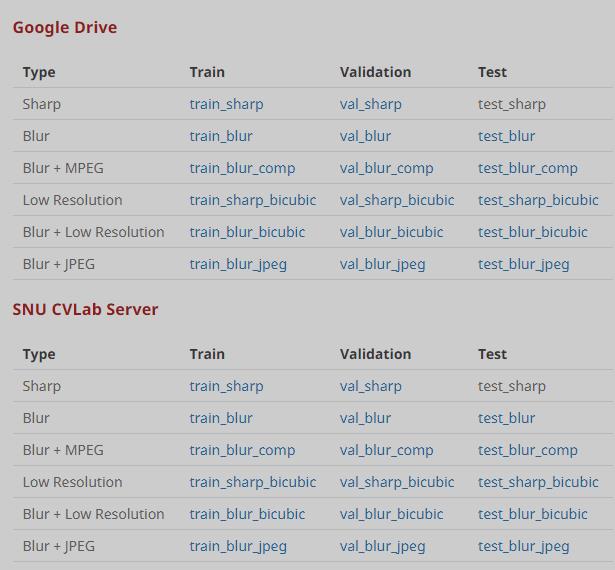 Google Drive
Type Train Validation Test
Sharp train_sharp val_sharp test_sharp
Blur train_blur val_blur test_blur
Blur + MPEG train_blur_comp val_blur_comp test_blur_comp
Low Resolution train_sharp_bicubic val_sharp_bicubic test_sharp_bicubic
Blur + Low Resolution train_blur_bicubic val_blur_bicubic test_blur_bicubic
Blur + JPEG train_blur_jpeg val_blur_jpeg test_blur_jpeg
SNU CVLab Server
Type Train Validation Test
Sharp train_sharp val_sharp test_sharp
Blur train_blur val_blur test_blur
Blur + MPEG train_blur_comp val_blur_comp test_blur_comp
Low Resolution train_sharp_bicubic val_sharp_bicubic test_sharp_bicubic
Blur + Low Resolution train_blur_bicubic val_blur_bicubic test_blur_bicubic
Blur + JPEG train_blur_jpeg val_blur_jpeg test_blur_jpeg